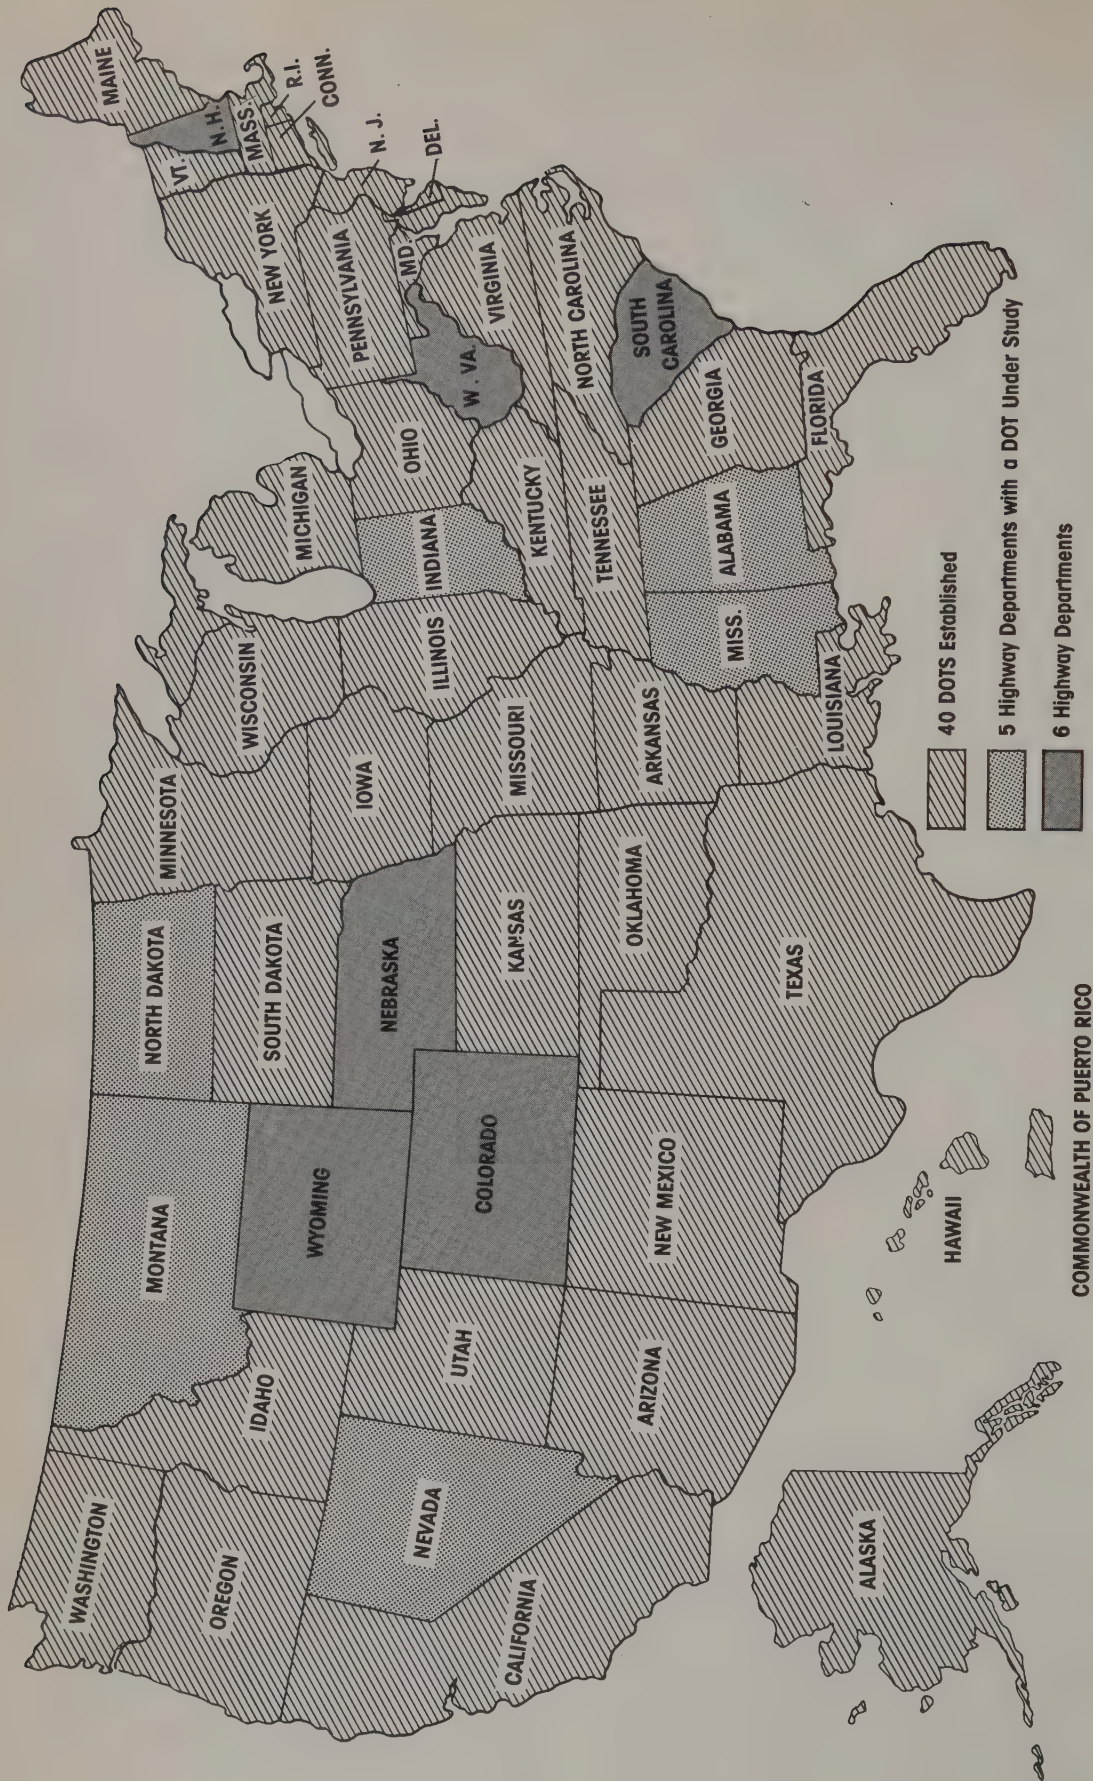 WASHINGTON
OREGON
CALIFORNIA
NEVADA
IDAHO
MONTANA
WYOMING
UTAH
ARIZONA
COLORADO
NEW MEXICO
NORTH DAKOTA
SOUTH DAKOTA
NEBRASKA
KANSAS
OKLAHOMA
TEXAS
MINNESOTA
IOWA
MISSOURI
ARKANSAS
LOUISIANA
WISCONSIN
ILLINOIS
MICHIGAN
INDIANA
OHIO
KENTUCKY
TENNESSEE
MISS.
ALABAMA
GEORGIA
FLORIDA
SOUTH
CAROLINA
NORTH CAROLINA
VIRGINIA
W. VA.
MD.
DEL.
PENNSYLVANIA
N. J.
NEW YORK
CONN.
R.I.
MASS.
VT.
N. H.
MAINE
ALASKA
HAWAII
COMMONWEALTH OF PUERTO RICO
40 DOTS Established
5 Highway Departments with a DOT Under Study
6 Highway Departments